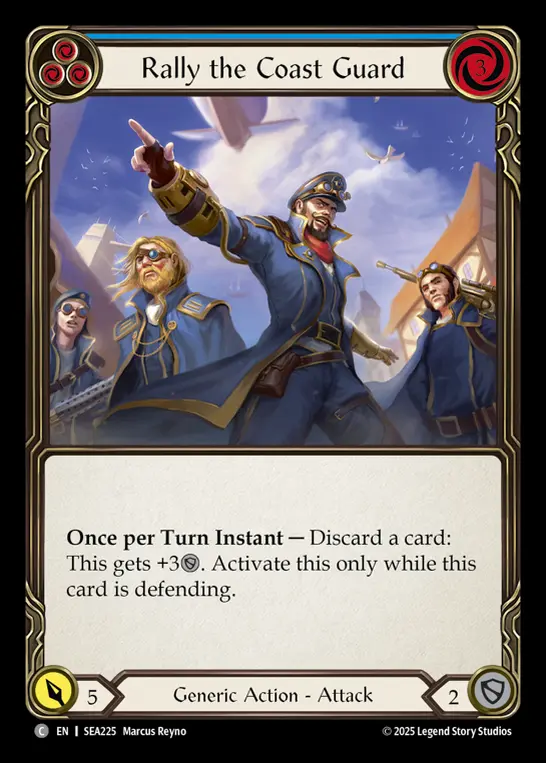 Rally the Coast Guard
3
Once per Turn Instant — Discard a card:
This gets +3. Activate this only while this
card is defending.
5
Generic Action - Attack
2
C EN SEA225 Marcus Reyno
© 2025 Legend Story Studios